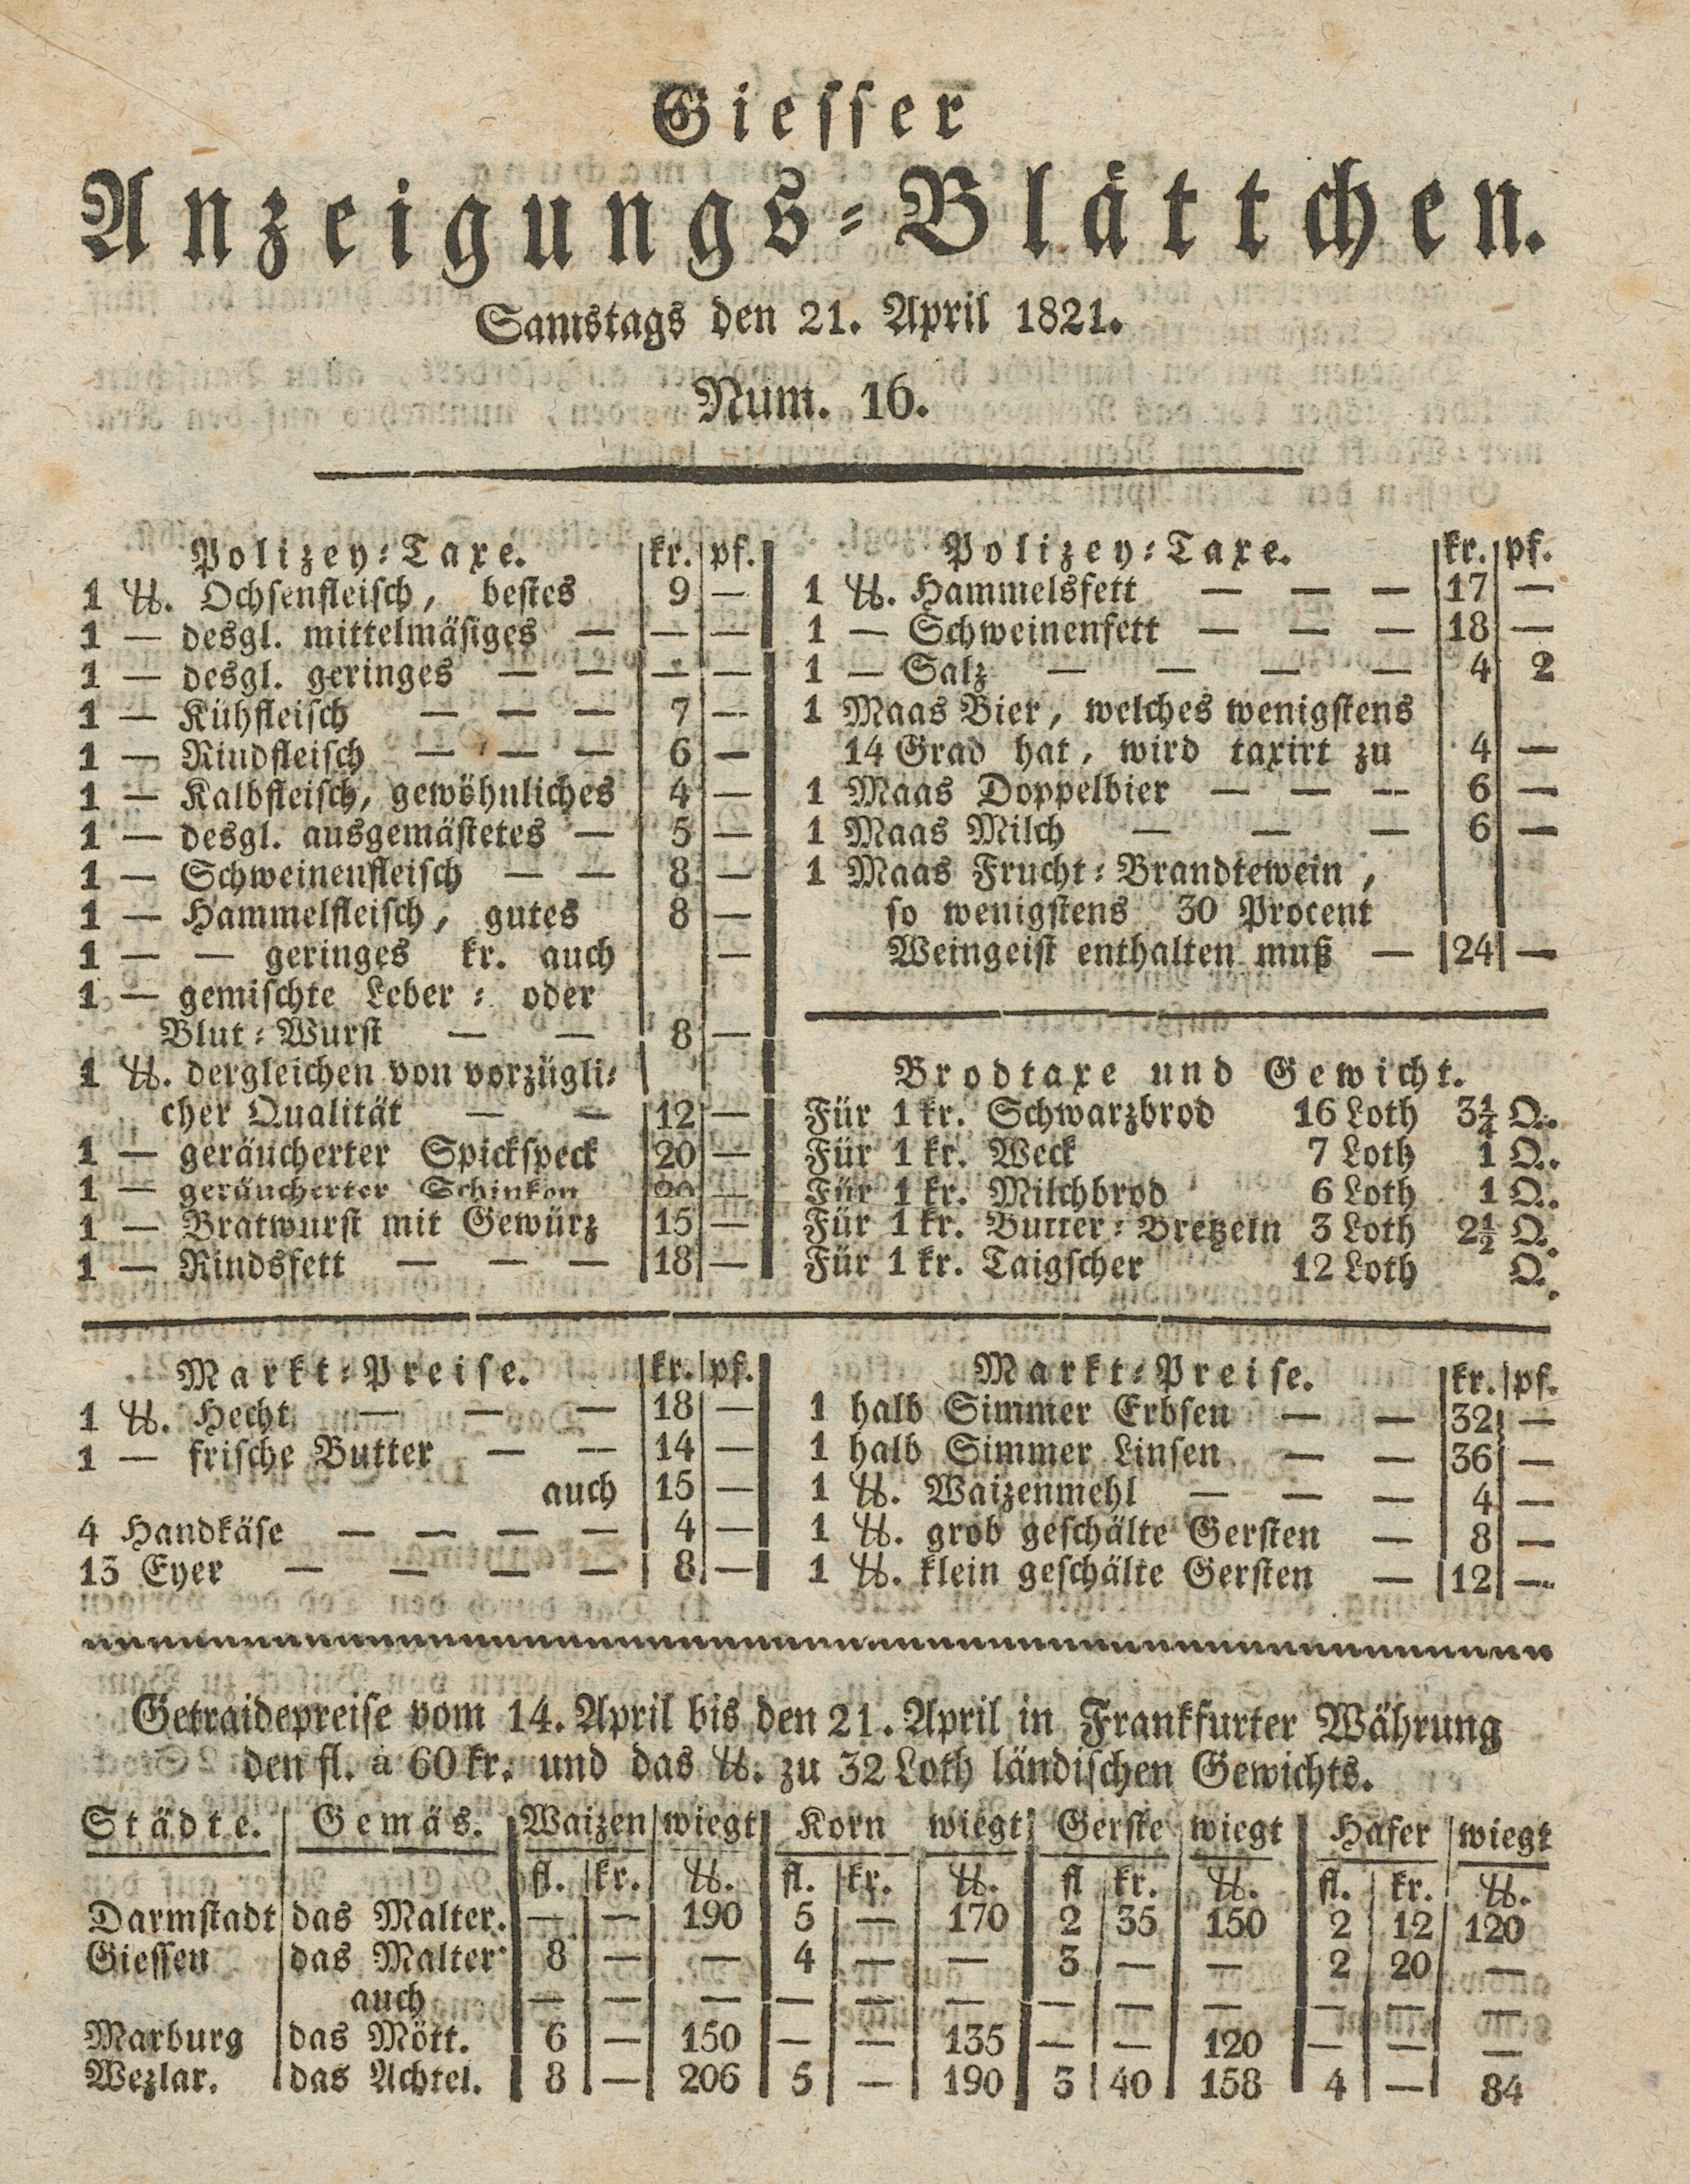 Giesser
Anzeigungs-Blättchen.
Samstags den 21. April 1821.
Num. 16.
Polizey-Taxe. kr. pf.
1 ℔. Ochsenfleisch, bestes 9 —
1 — desgl. mittelmäsiges — — —
1 — desgl. geringes — — — —
1 — Kühfleisch — — — 7 —
1 — Rindfleisch — — — 6 —
1 — Kalbfleisch, gewöhnliches 4 —
1 — desgl. ausgemästetes — 5 —
1 — Schweinenfleisch — — 8 —
1 — Hammelfleisch, gutes 8 —
1 — — geringes kr. auch —
1 — gemischte Leber- oder
Blut-Wurst — — 8 —
1 ℔. dergleichen von vorzügli-
cher Qualität — — 12 —
1 — geräucherter Spickspeck 20 —
1 — geräucherter Schinken 20 —
1 — Bratwurst mit Gewürz 15 —
1 — Rindsfett — — — 18 —
Polizey-Taxe. kr. pf.
1 ℔. Hammelsfett — — — 17 —
1 — Schweinenfett — — — 18 —
1 — Salz — — — — 4 2
1 Maas Bier, welches wenigstens
14 Grad hat, wird taxirt zu 4 —
1 Maas Doppelbier — — — 6 —
1 Maas Milch — — — 6 —
1 Maas Frucht-Brandtewein,
so wenigstens 30 Procent
Weingeist enthalten muß — 24 —
Brodtaxe und Gewicht.
Für 1 kr. Schwarzbrod 16 Loth 3¼ Q.
Für 1 kr. Weck 7 Loth 1 Q.
Für 1 kr. Milchbrod 6 Loth 1 Q.
Für 1 kr. Butter-Bretzeln 3 Loth 2½ Q.
Für 1 kr. Taigscher 12 Loth Q.
Markt-Preise. kr. pf.
1 ℔. Hecht — — — 18 —
1 — frische Butter — — 14 —
auch 15 —
4 Handkäse — — — — 4 —
13 Eyer — — — — 8 —
Markt-Preise. kr. pf.
1 halb Simmer Erbsen — — 32 —
1 halb Simmer Linsen — — 36 —
1 ℔. Waizenmehl — — — 4 —
1 ℔. grob geschälte Gersten — 8 —
1 ℔. klein geschälte Gersten — 12 —
Getraidepreise vom 14. April bis den 21. April in Frankfurter Währung
den fl. à 60 kr. und das ℔. zu 32 Loth ländischen Gewichts.
Städte. Gemäs. Waizen wiegt Korn wiegt Gerste wiegt Hafer wiegt
fl. kr. ℔. fl. kr. ℔. fl kr. ℔. fl. kr. ℔.
Darmstadt das Malter. — — 190 5 — 170 2 35 150 2 12 120
Giessen das Malter 8 — — 4 — — 3 — — 2 20 —
auch — — — — — — — — — — — —
Marburg das Mött. 6 — 150 — — 135 — — 120 — — —
Wezlar. das Achtel. 8 — 206 5 — 190 3 40 158 4 — 84